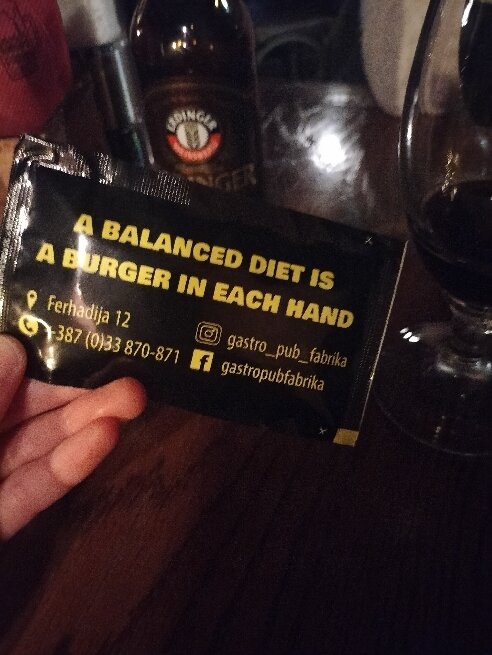 ERDINGER
A BALANCED DIET IS
A BURGER IN EACH HAND
Ferhadija 12
387 (0)33 870-871
gastro_pub_fabrika
gastropubfabrika